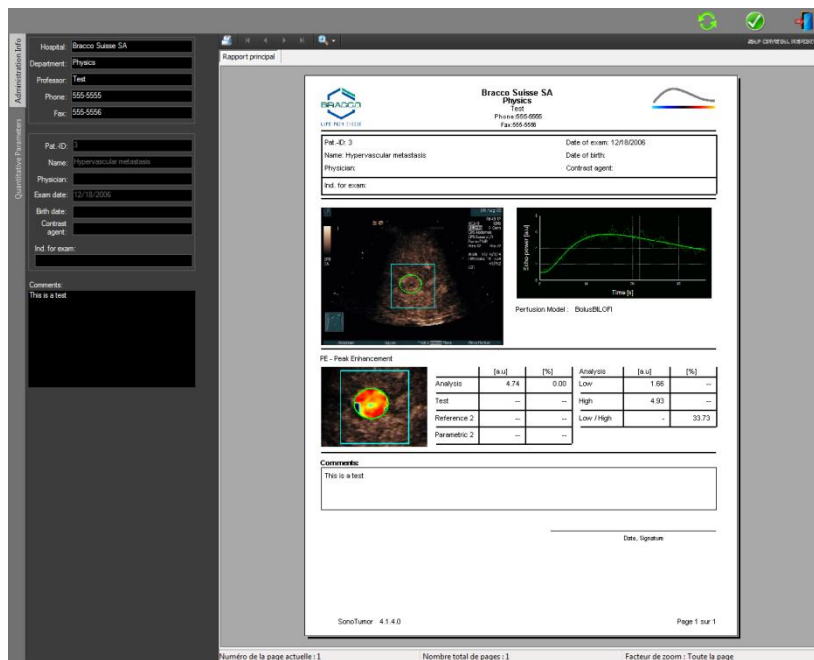 Administration Info
Quantitative Parameters
Hospital: Bracco Suisse SA
Department: Physics
Professor: Test
Phone: 555-5555
Fax: 555-5556
Pat.-ID: 3
Name: Hypervascular metastasis
Physician:
Exam date: 12/18/2006
Birth date:
Contrast
agent:
Ind. for exam:
Comments:
This is a test
Rapport principal
BRACCO
LIFE FROM INSIDE
Bracco Suisse SA
Physics
Test
Phone:555-5555
Fax:555-5556
Pat.-ID: 3
Date of exam: 12/18/2006
Name: Hypervascular metastasis
Date of birth:
Physician:
Contrast agent:
Ind. for exam:
Echo-power [a.u]
Time [s]
Perfusion Model : BolusBILOFI
PE - Peak Enhancement
[a.u] [%] Analysis [a.u] [%]
Analysis 4.74 0.00 Low 1.66 --
Test -- -- High 4.93 --
Reference 2 -- -- Low / High - 33.73
Parametric 2 -- --
Comments:
This is a test
Date, Signature
SonoTumor 4.1.4.0
Page 1 sur 1
Numéro de la page actuelle : 1
Nombre total de pages : 1
Facteur de zoom : Toute la page